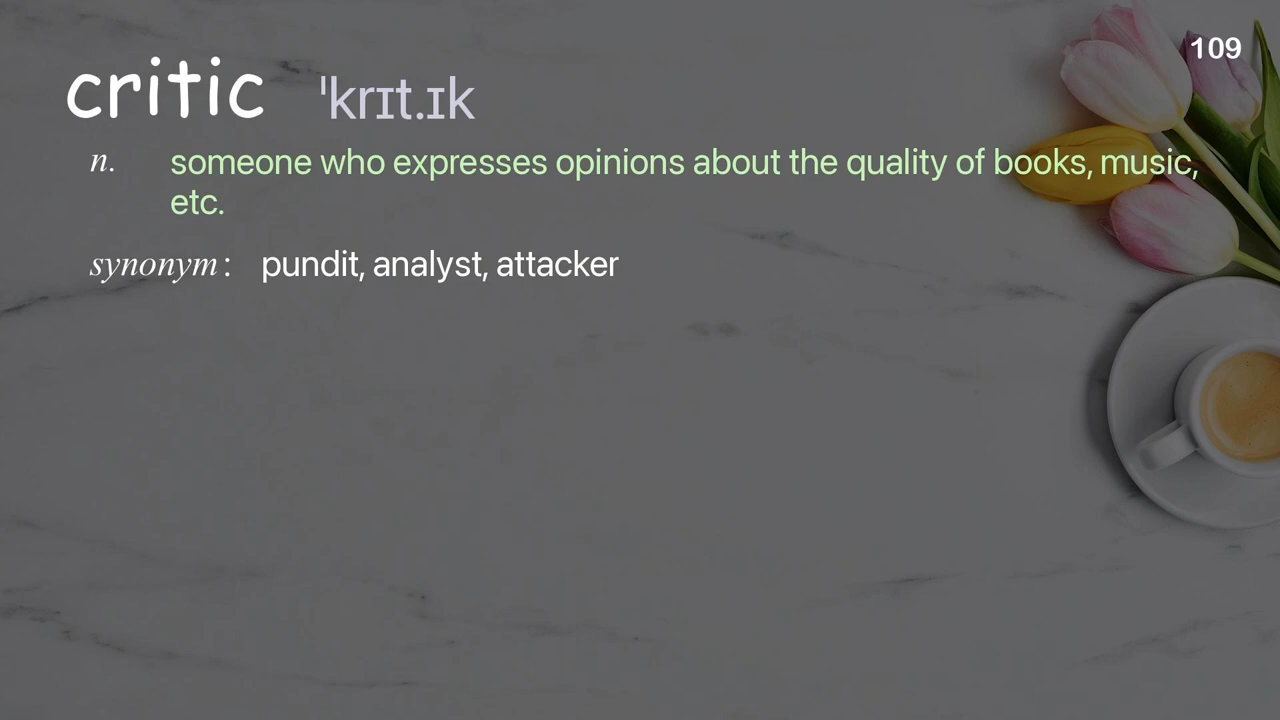 109
critic ˈkrɪt.ɪk
n. someone who expresses opinions about the quality of books, music,
etc.
synonym : pundit, analyst, attacker